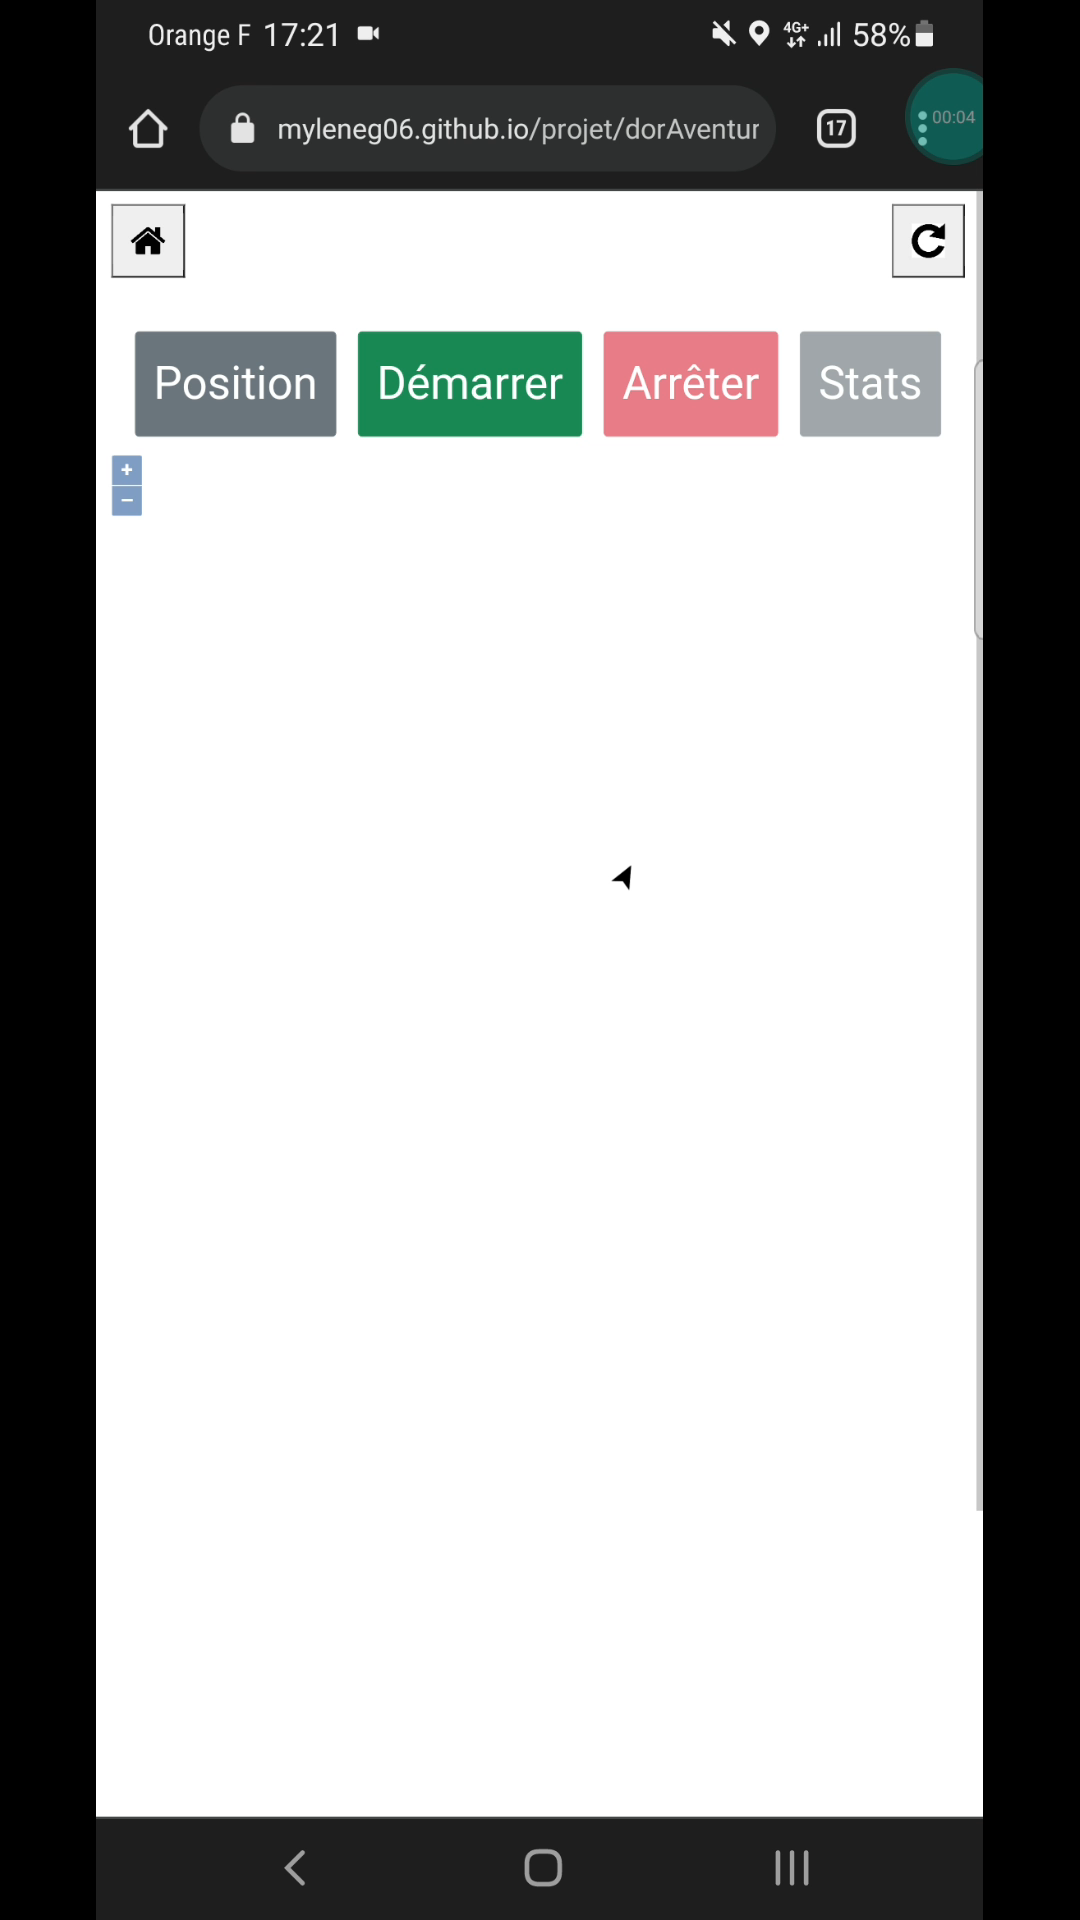 Orange F 17:21 4G+ 58%
myleneg06.github.io/projet/dorAventur 17 00:04
Position Démarrer Arrêter Stats
+
−